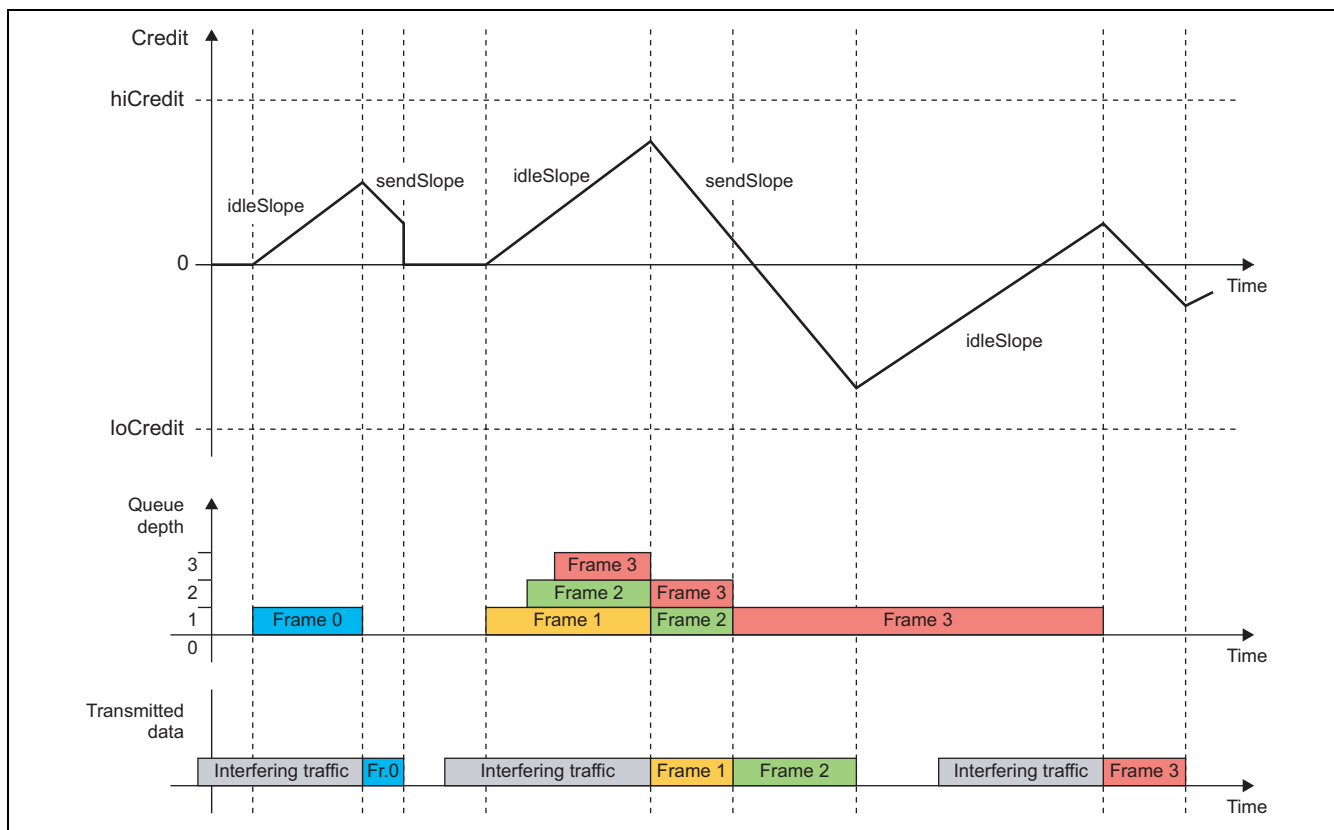 Credit
hiCredit
idleSlope
sendSlope
idleSlope
sendSlope
0
Time
idleSlope
loCredit
Queue
depth
3
Frame 3
2
Frame 2
Frame 3
1
Frame 0
Frame 1
Frame 2
Frame 3
0
Time
Transmitted
data
Interfering traffic
Fr.0
Interfering traffic
Frame 1
Frame 2
Interfering traffic
Frame 3
Time